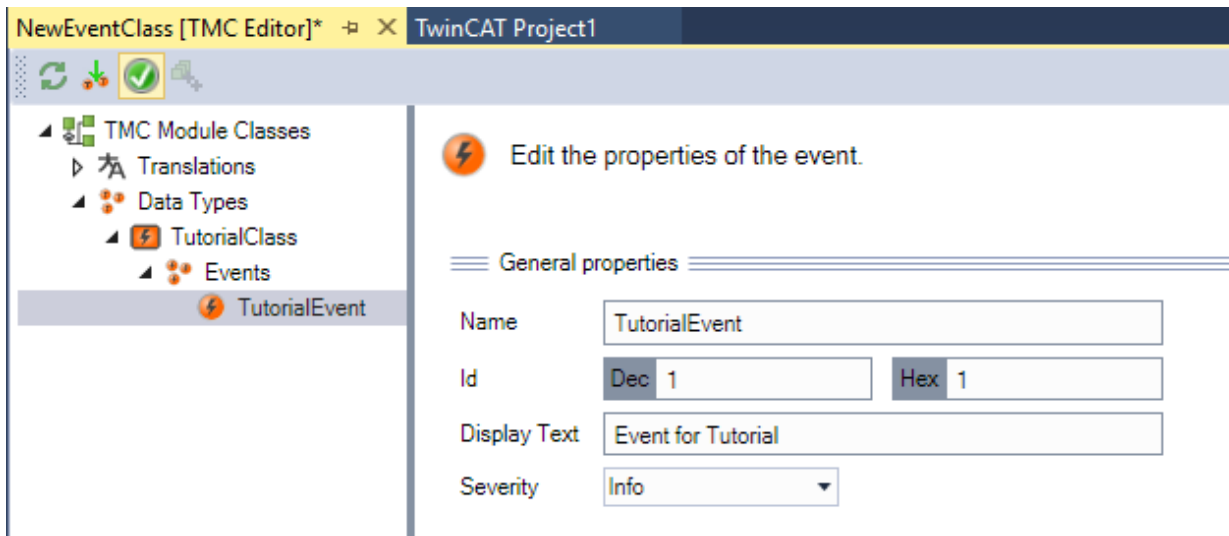 NewEventClass [TMC Editor]* TwinCAT Project1
TMC Module Classes
Translations
Data Types
TutorialClass
Events
TutorialEvent
Edit the properties of the event.
General properties
Name TutorialEvent
Id Dec 1 Hex 1
Display Text Event for Tutorial
Severity Info